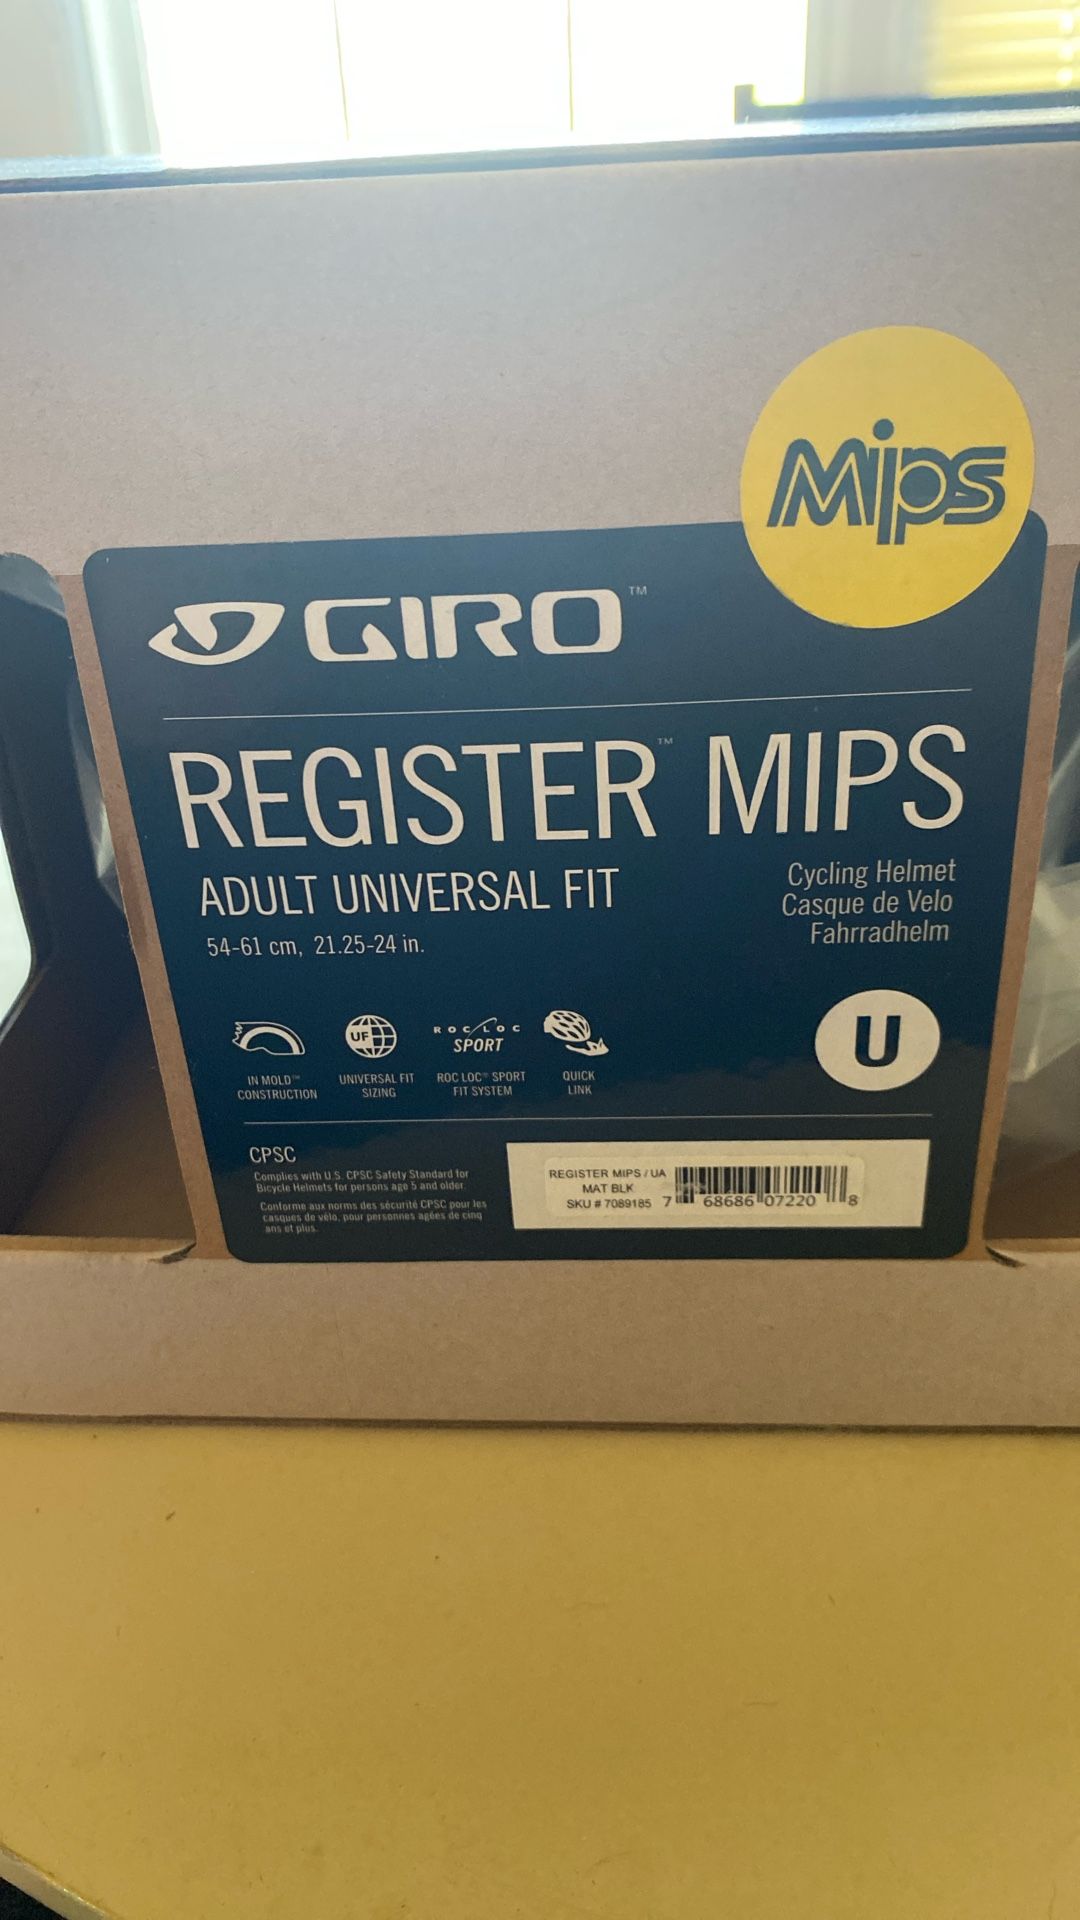 Mips
GIRO™
REGISTER™ MIPS
ADULT UNIVERSAL FIT
54-61 cm, 21.25-24 in.
Cycling Helmet
Casque de Velo
Fahrradhelm
UF
ROC LOC
SPORT
IN MOLD™
CONSTRUCTION
UNIVERSAL FIT
SIZING
ROC LOC® SPORT
FIT SYSTEM
QUICK
LINK
U
CPSC
Complies with U.S. CPSC Safety Standard for
Bicycle Helmets for persons age 5 and older.
Conforme aux norms des sécurité CPSC pour les
casques de vélo, pour personnes agées de cinq
ans et plus.
REGISTER MIPS / UA
MAT BLK
SKU # 7089185
7 68686 07220 8